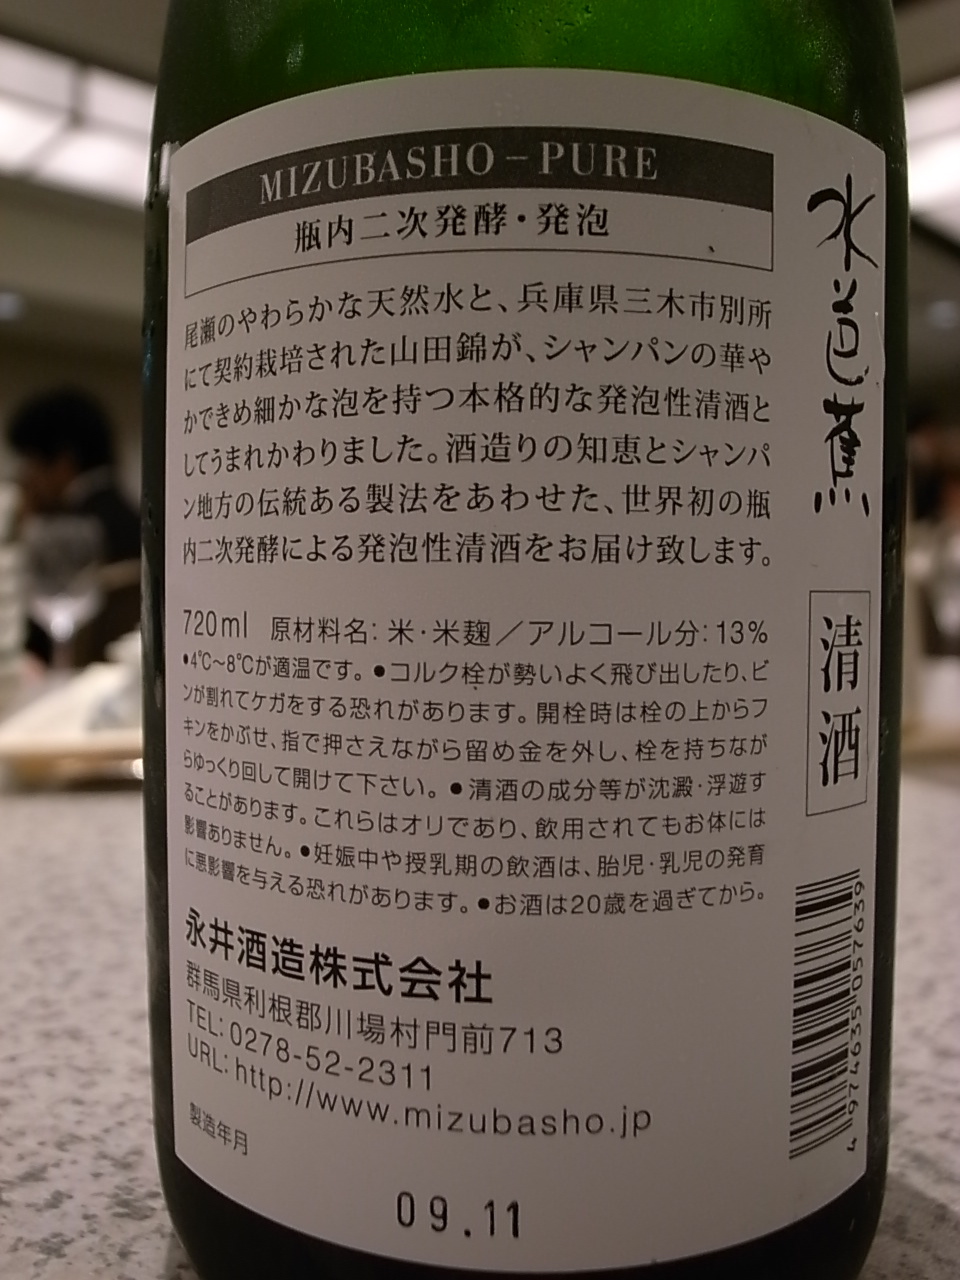 MIZUBASHO－PURE
瓶内二次発酵・発泡
尾瀬のやわらかな天然水と、兵庫県三木市別所
にて契約栽培された山田錦が、シャンパンの華や
かできめ細かな泡を持つ本格的な発泡性清酒と
してうまれかわりました。酒造りの知恵とシャンパ
ン地方の伝統ある製法をあわせた、世界初の瓶
内二次発酵による発泡性清酒をお届け致します。
720ml 原材料名：米・米麹／アルコール分：13%
●4℃〜8℃が適温です。●コルク栓が勢いよく飛び出したり、ビ
ンが割れてケガをする恐れがあります。開栓時は栓の上からフ
キンをかぶせ、指で押さえながら留め金を外し、栓を持ちなが
らゆっくり回して開けて下さい。●清酒の成分等が沈澱・浮遊す
ることがあります。これらはオリであり、飲用されてもお体には
影響ありません。●妊娠中や授乳期の飲酒は、胎児・乳児の発育
に悪影響を与える恐れがあります。●お酒は20歳を過ぎてから。
永井酒造株式会社
群馬県利根郡川場村門前713
TEL：0278-52-2311
URL：http://www.mizubasho.jp
製造年月
09.11
水芭蕉
清酒
4 974635 057639